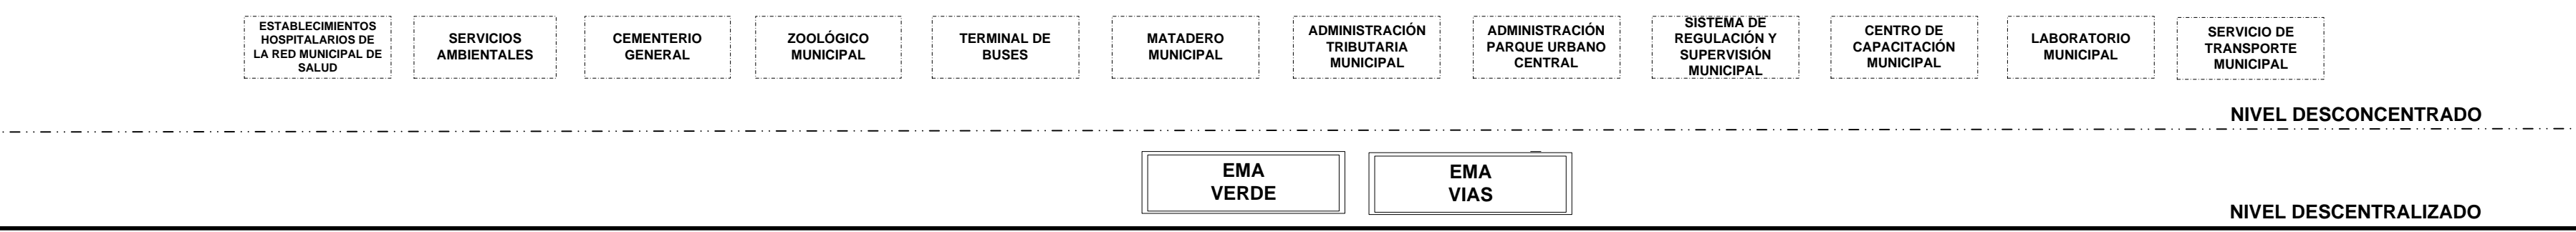 ESTABLECIMIENTOS
HOSPITALARIOS DE
LA RED MUNICIPAL DE
SALUD
SERVICIOS
AMBIENTALES
CEMENTERIO
GENERAL
ZOOLÓGICO
MUNICIPAL
TERMINAL DE
BUSES
MATADERO
MUNICIPAL
ADMINISTRACIÓN
TRIBUTARIA
MUNICIPAL
ADMINISTRACIÓN
PARQUE URBANO
CENTRAL
SISTEMA DE
REGULACIÓN Y
SUPERVISIÓN
MUNICIPAL
CENTRO DE
CAPACITACIÓN
MUNICIPAL
LABORATORIO
MUNICIPAL
SERVICIO DE
TRANSPORTE
MUNICIPAL
NIVEL DESCONCENTRADO
EMA
VERDE
EMA
VIAS
NIVEL DESCENTRALIZADO